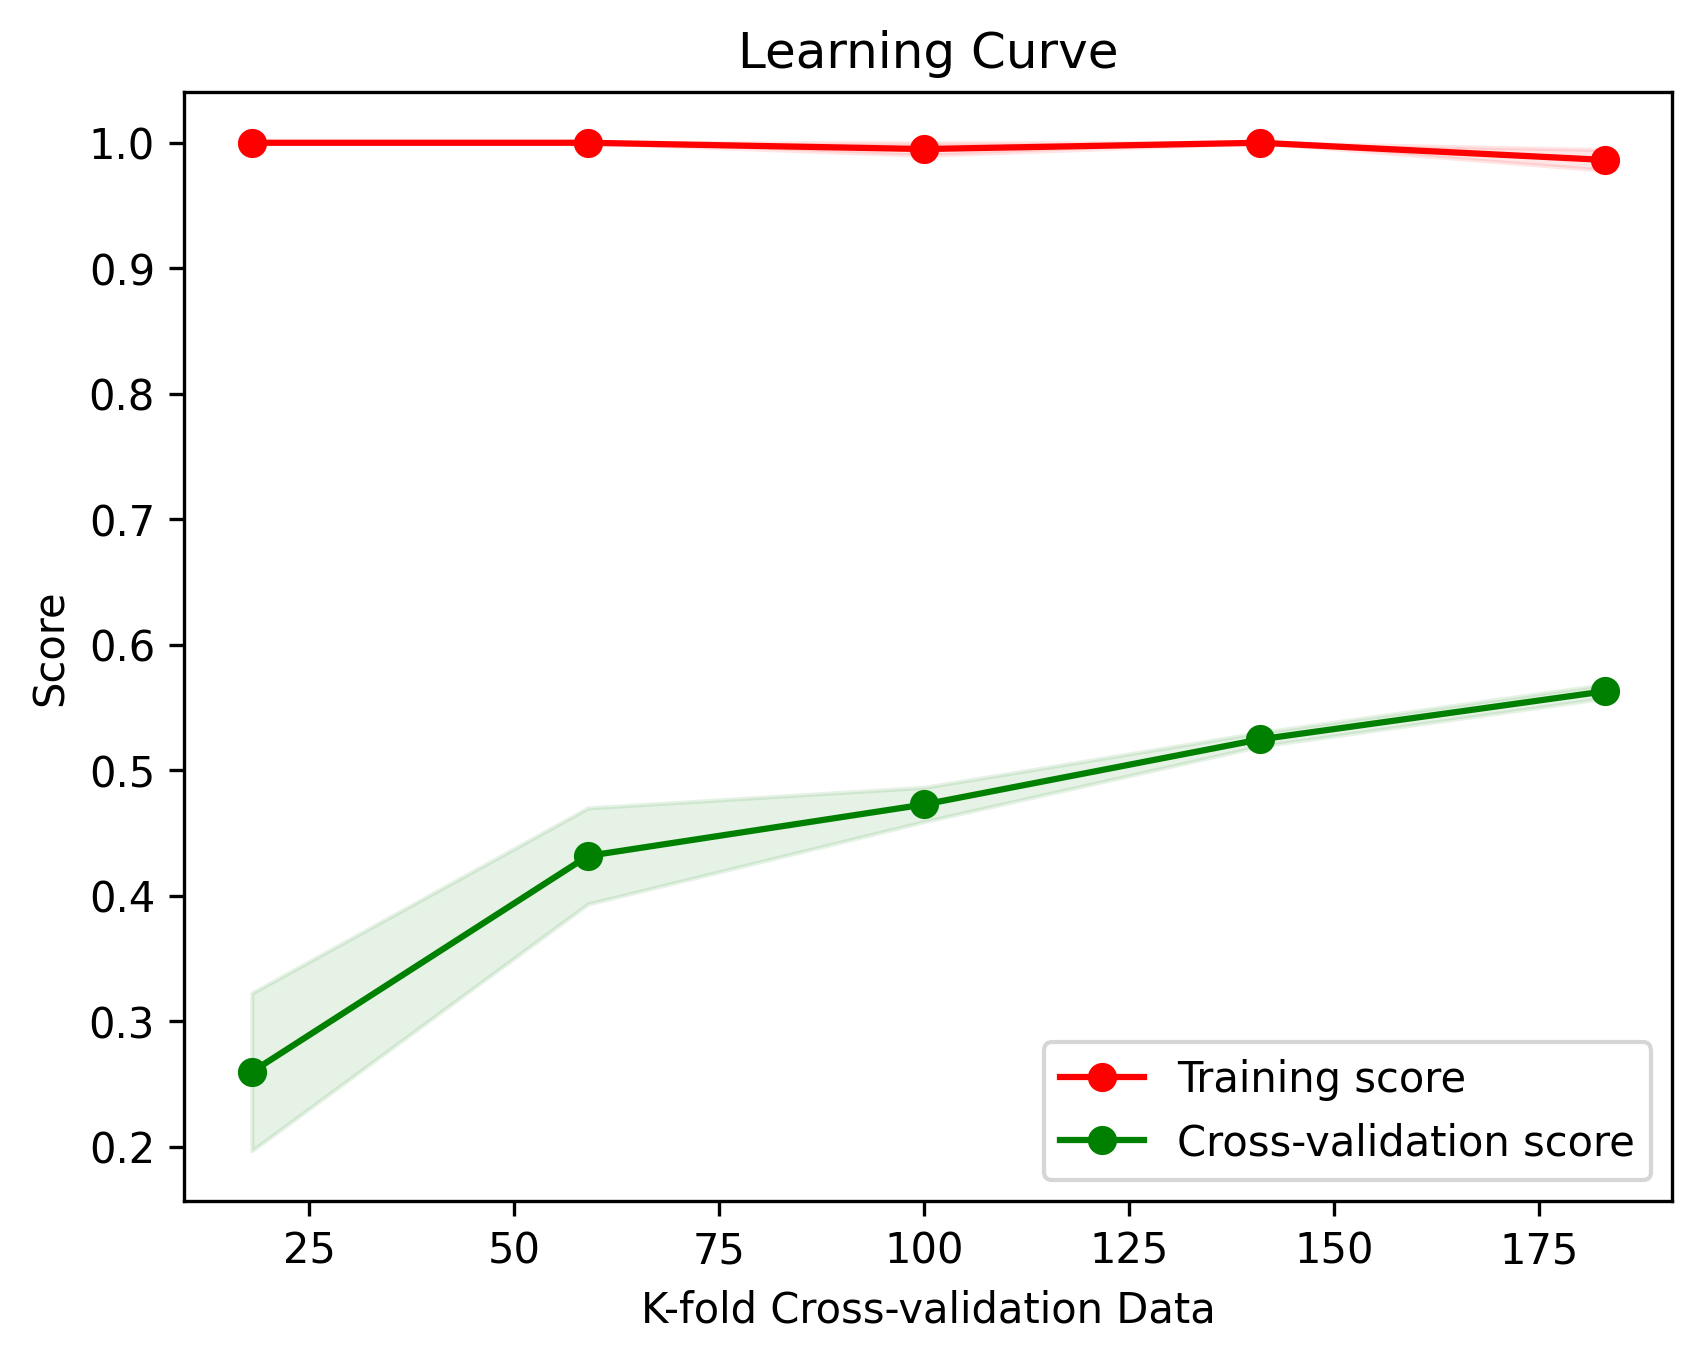 Learning Curve
1.0
0.9
0.8
0.7
0.6
0.5
0.4
0.3
0.2
Score
Training score
Cross-validation score
25 50 75 100 125 150 175
K-fold Cross-validation Data